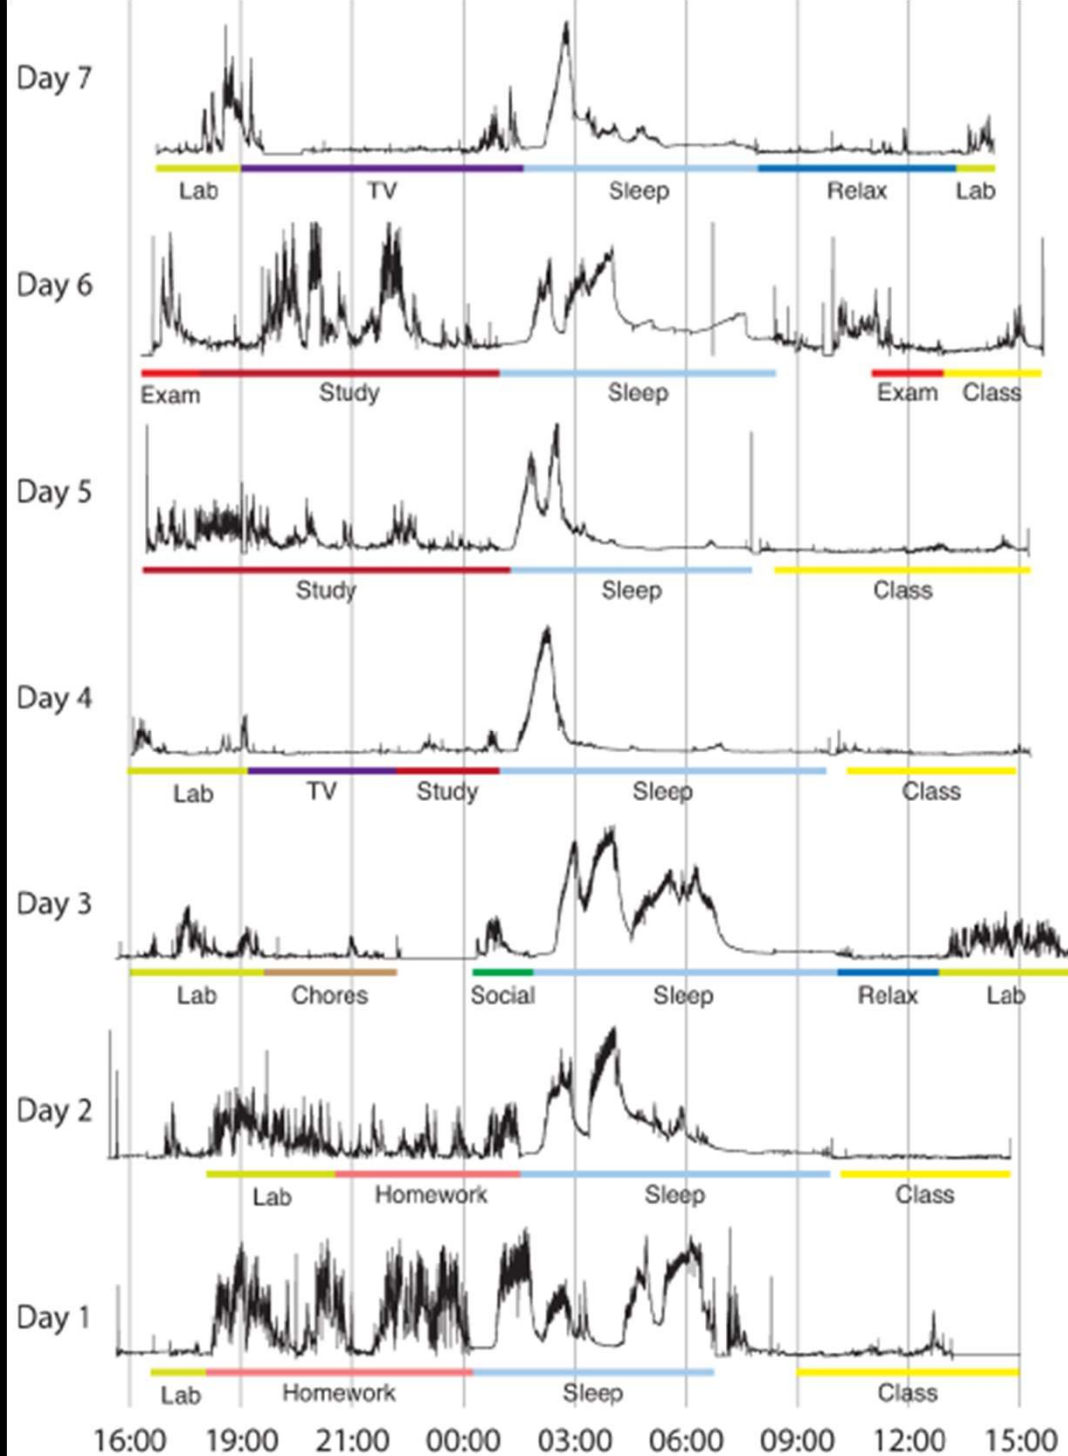 Day 7
Lab TV Sleep Relax Lab
Day 6
Exam Study Sleep Exam Class
Day 5
Study Sleep Class
Day 4
Lab TV Study Sleep Class
Day 3
Lab Chores Social Sleep Relax Lab
Day 2
Lab Homework Sleep Class
Day 1
Lab Homework Sleep Class
16:00 19:00 21:00 00:00 03:00 06:00 09:00 12:00 15:00